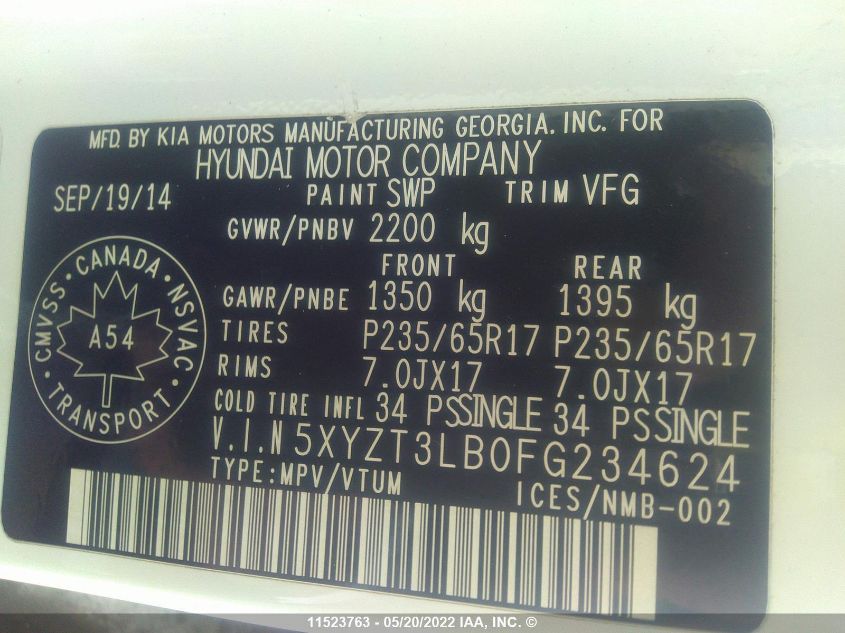 MFD. BY KIA MOTORS MANUFACTURING GEORGIA. INC. FOR
HYUNDAI MOTOR COMPANY
SEP/19/14 PAINT SWP TRIM VFG
GVWR/PNBV 2200 kg
FRONT REAR
GAWR/PNBE 1350 kg 1395 kg
TIRES P235/65R17 P235/65R17
RIMS 7.0JX17 7.0JX17
COLD TIRE INFL 34 PSSINGLE 34 PSSINGLE
V.I.N 5XYZT3LB0FG234624
TYPE:MPV/VTUM ICES/NMB-002
CMVSS • CANADA • NSVAC • TRANSPORT •
A54
11523763 - 05/20/2022 IAA, INC. ©